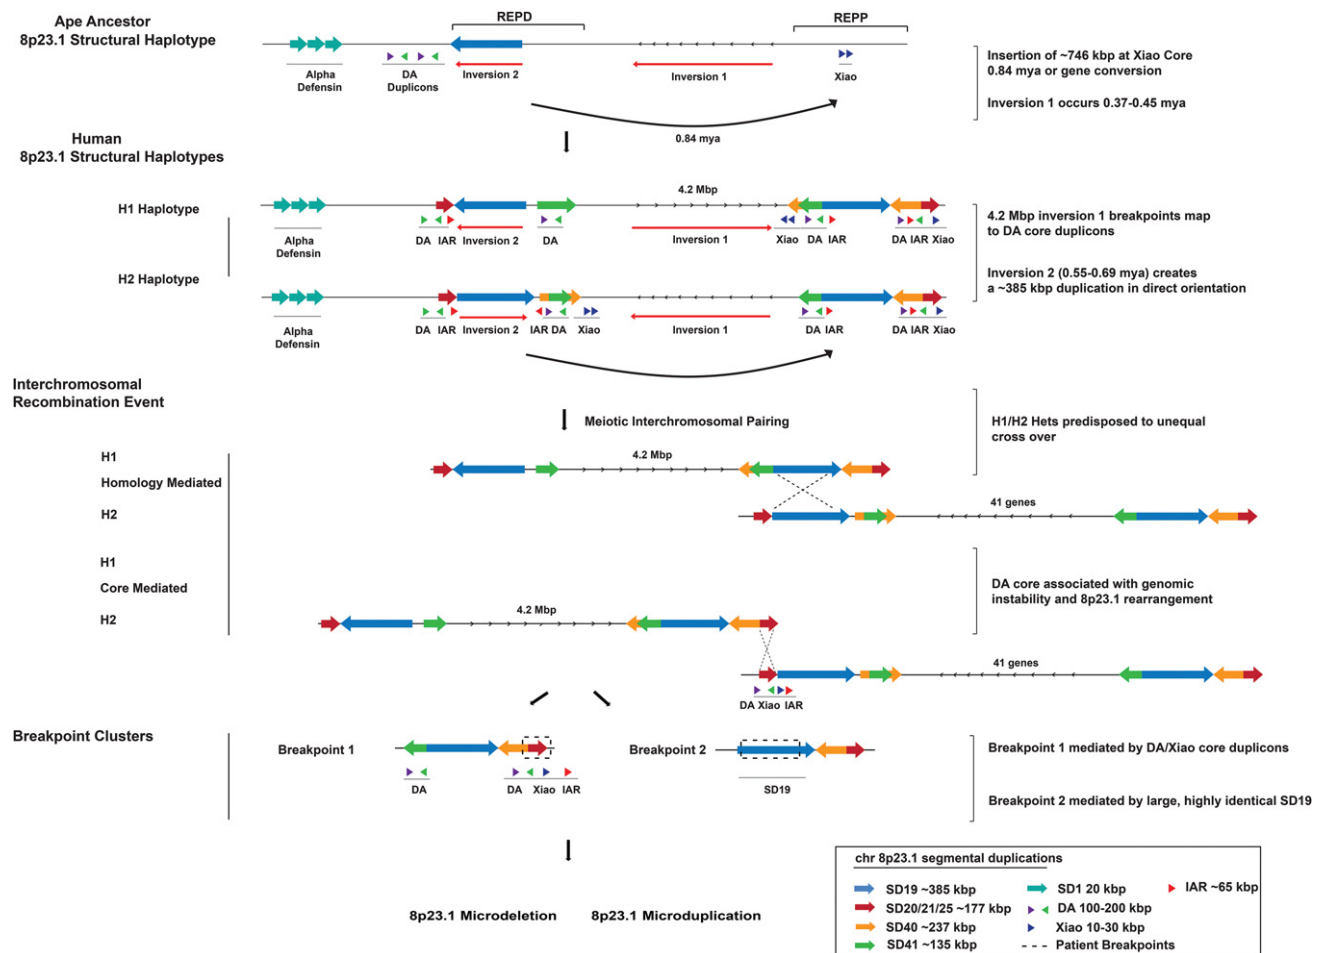 Ape Ancestor
8p23.1 Structural Haplotype
REPD
REPP
Alpha
Defensin
DA
Duplicons
Inversion 2
Inversion 1
Xiao
Insertion of ~746 kbp at Xiao Core
0.84 mya or gene conversion
Inversion 1 occurs 0.37-0.45 mya
0.84 mya
Human
8p23.1 Structural Haplotypes
H1 Haplotype
4.2 Mbp
Alpha
Defensin
DA IAR
Inversion 2
DA
Inversion 1
Xiao
DA IAR
DA IAR Xiao
4.2 Mbp inversion 1 breakpoints map
to DA core duplicons
H2 Haplotype
Inversion 2 (0.55-0.69 mya) creates
a ~385 kbp duplication in direct orientation
Alpha
Defensin
DA IAR
Inversion 2
IAR DA
Xiao
Inversion 1
DA IAR
DA IAR Xiao
Interchromosomal
Recombination Event
Meiotic Interchromosomal Pairing
H1/H2 Hets predisposed to unequal
cross over
H1
4.2 Mbp
Homology Mediated
H2
41 genes
H1
Core Mediated
DA core associated with genomic
instability and 8p23.1 rearrangement
H2
4.2 Mbp
41 genes
DA Xiao IAR
Breakpoint Clusters
Breakpoint 1
DA
DA Xiao IAR
Breakpoint 2
SD19
Breakpoint 1 mediated by DA/Xiao core duplicons
Breakpoint 2 mediated by large, highly identical SD19
8p23.1 Microdeletion
8p23.1 Microduplication
chr 8p23.1 segmental duplications
SD19 ~385 kbp
SD20/21/25 ~177 kbp
SD40 ~237 kbp
SD41 ~135 kbp
SD1 20 kbp
DA 100-200 kbp
Xiao 10-30 kbp
Patient Breakpoints
IAR ~65 kbp